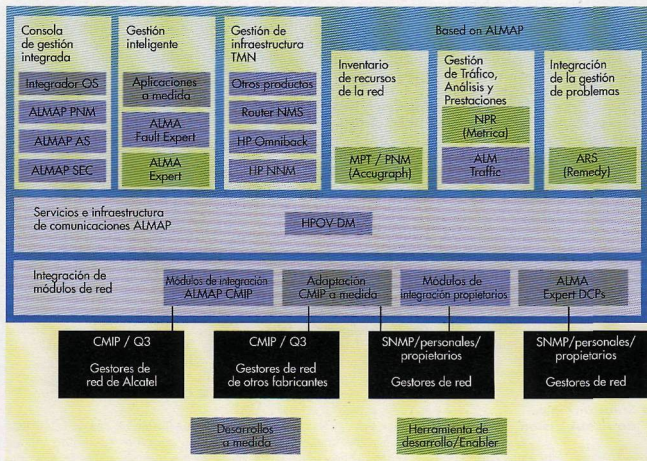 Consola
de gestión
integrada
Integrador OS
ALMAP PNM
ALMAP AS
ALMAP SEC
Gestión
inteligente
Aplicaciones
a medida
ALMA
Fault Expert
ALMA
Expert
Gestión de
infraestructura
TMN
Otros productos
Router NMS
HP Omniback
HP NNM
Based on ALMAP
Inventario
de recursos
de la red
MPT / PNM
(Accugraph)
Gestión
de Tráfico,
Análisis y
Prestaciones
NPR
(Metrica)
ALM
Traffic
Integración
de la gestión
de problemas
ARS
(Remedy)
Servicios e infraestructura
de comunicaciones ALMAP
HPOV-DM
Integración de
módulos de red
Módulos de integración
ALMAP CMIP
Adaptación
CMIP a medida
Módulos de
integración propietarios
ALMA
Expert DCPs
CMIP / Q3
Gestores de
red de Alcatel
CMIP / Q3
Gestores de red
de otros fabricantes
SNMP/personales/
propietarios
Gestores de red
SNMP/personales/
propietarios
Gestores de red
Desarrollos
a medida
Herramienta de
desarrollo/Enabler